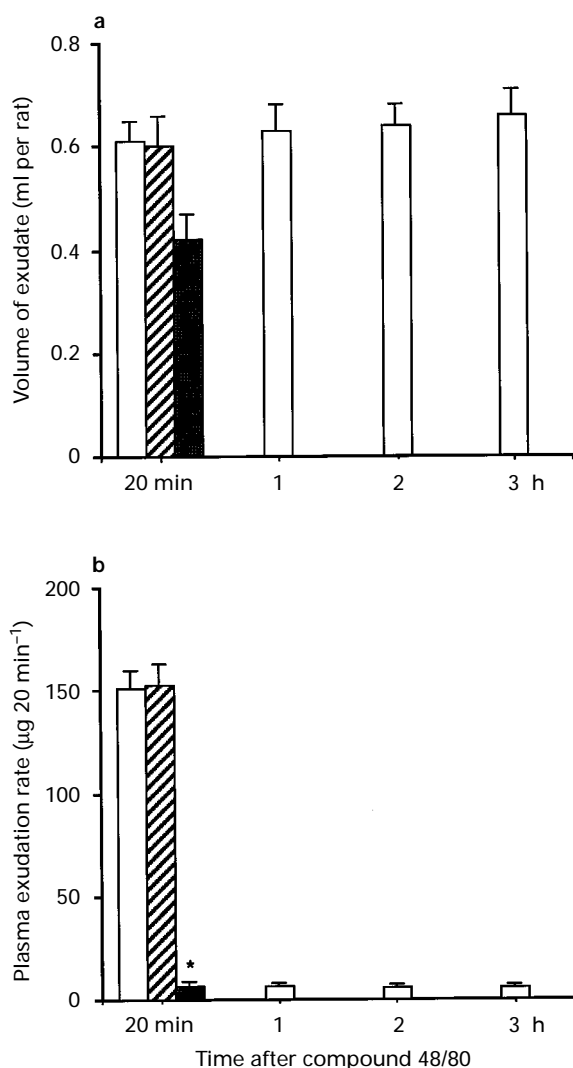 a
0.8
0.6
0.4
0.2
0
Volume of exudate (ml per rat)
20 min 1 2 3 h
b
200
150
100
50
0
Plasma exudation rate (µg 20 min⁻¹)
*
20 min 1 2 3 h
Time after compound 48/80